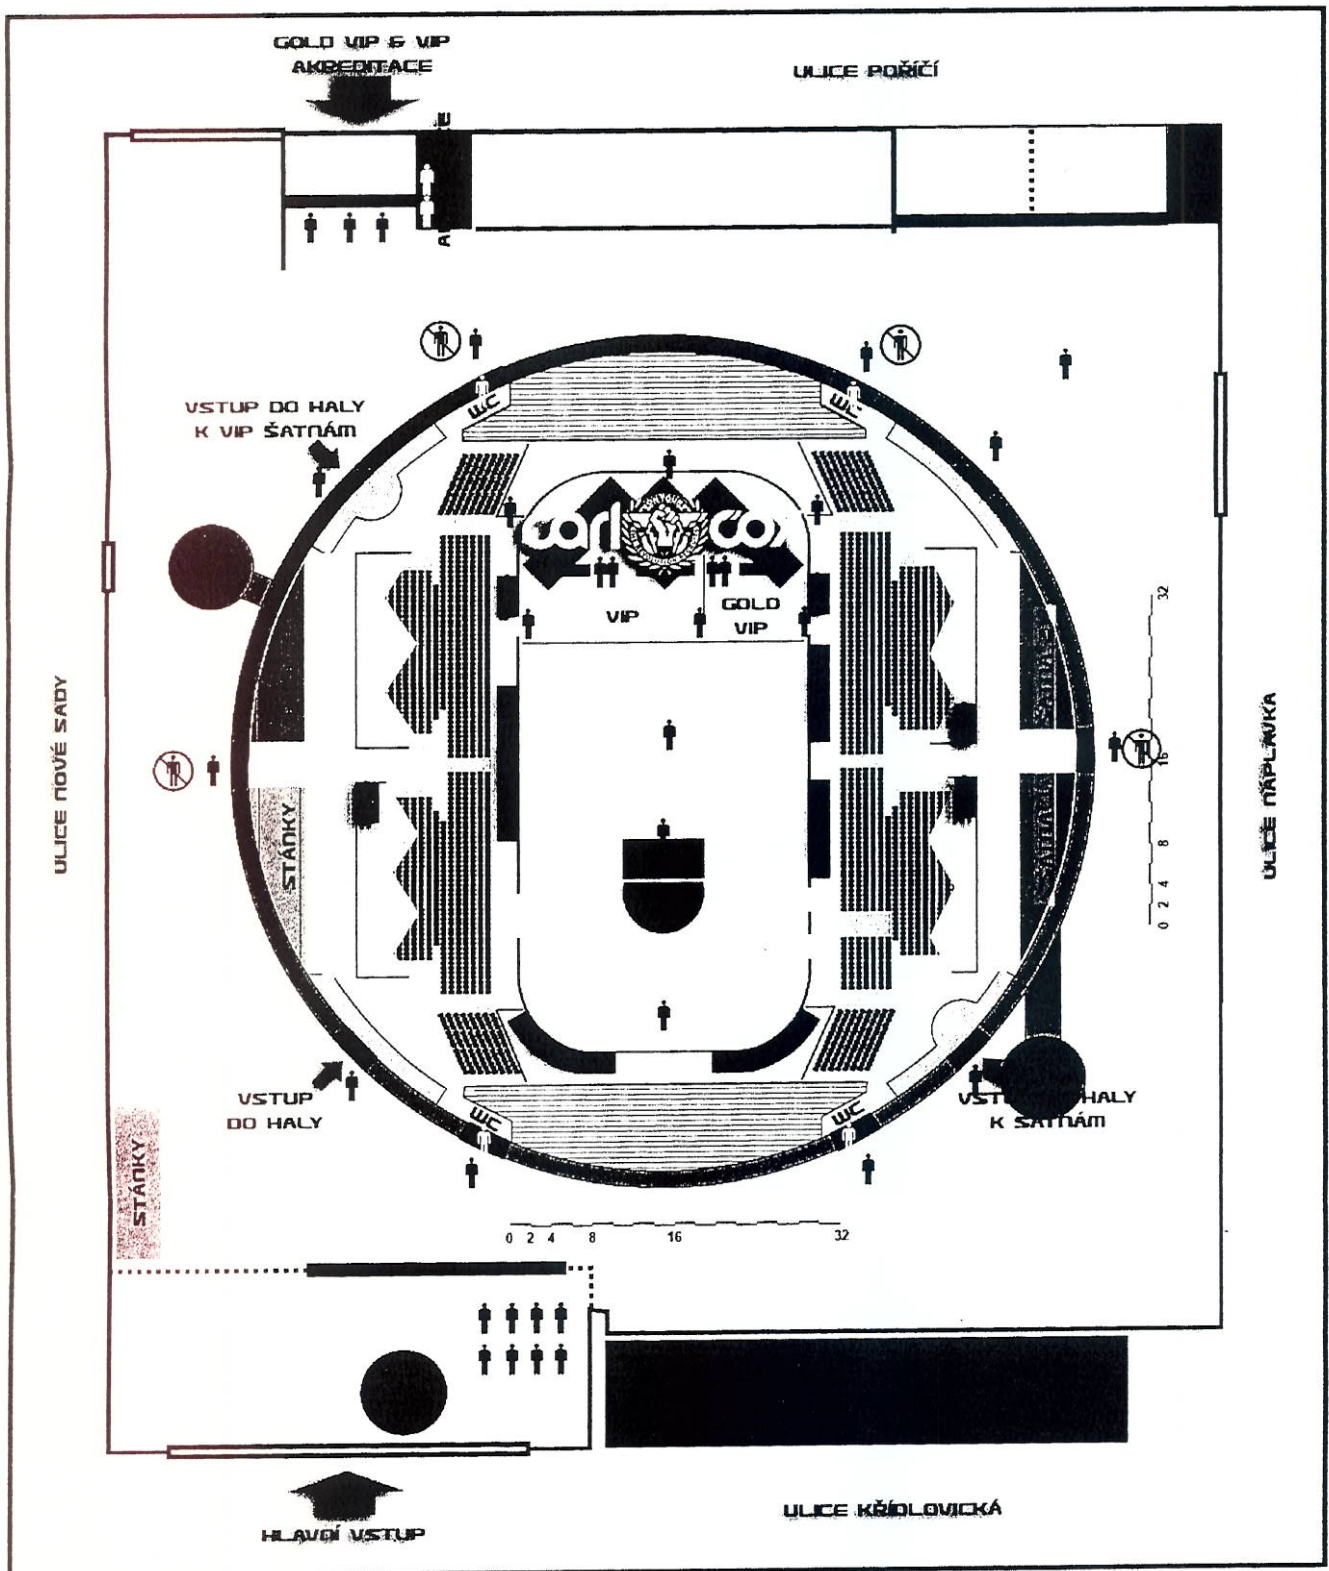 GOLD VIP & VIP
AKREDITACE
ULICE POŘÍČÍ
WC
WC
VSTUP DO HALY
K VIP ŠATNÁM
carl cox
VIP
GOLD
VIP
32
16
8
4
2
0
ULICE NOVÉ SADY
ULICE NÁPLAVKA
STÁNKY
VSTUP
DO HALY
WC
WC
HALY
K ŠATNÁM
STÁNKY
0 2 4 8 16 32
ULICE KŘÍDLOVICKÁ
HLAVNÍ VSTUP